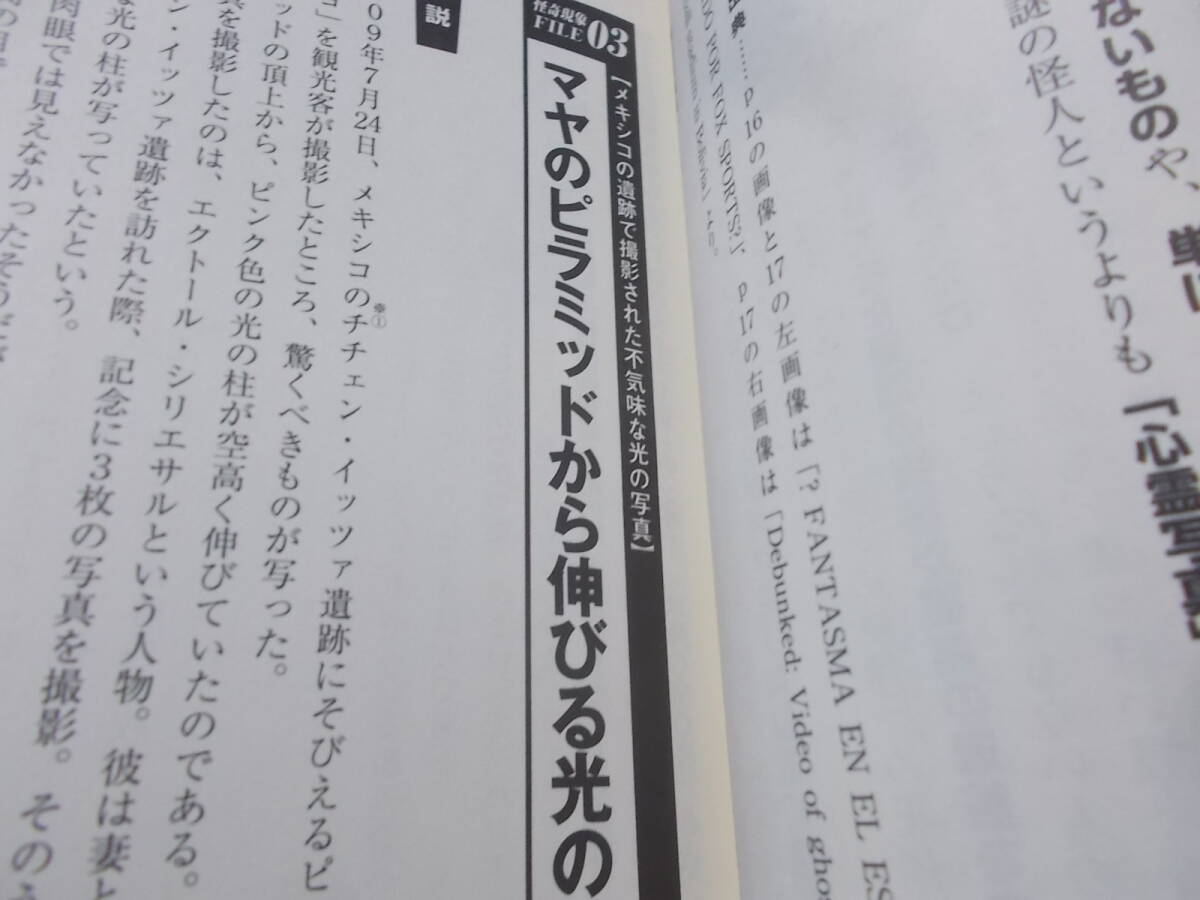 ないものや、
謎の怪人というよりも『心霊写真
p 16の画像と17の左画像は「? FANTASMA EN EL ES
FOR FOX SPORTS?」、p 17の右画像は「Debunked: Video of ghos
より。
怪奇現象
FILE 03
【メキシコの遺跡で撮影された不気味な光の写真】
マヤのピラミッドから伸びる光の
説
09年7月24日、メキシコのチチェン・イッツァ遺跡にそびえるピ
※①
」を観光客が撮影したところ、驚くべきものが写った。
ッドの頂上から、ピンク色の光の柱が空高く伸びていたのである。
を撮影したのは、エクトール・シリエサルという人物。彼は妻と
ン・イッツァ遺跡を訪れた際、記念に3枚の写真を撮影。その
な光の柱が写っていたという。
肉眼では見えなかったそうだ